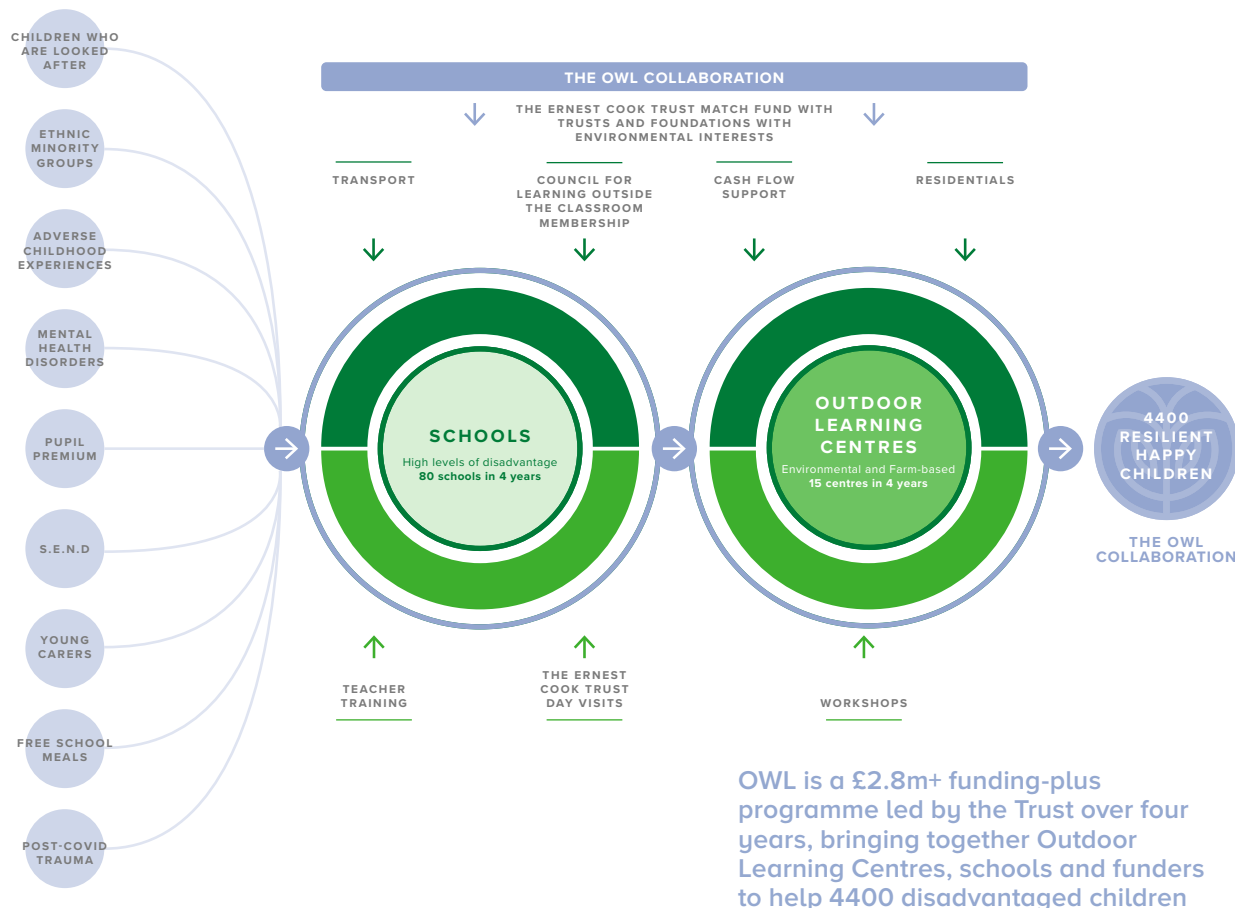 CHILDREN WHO
ARE LOOKED
AFTER
ETHNIC
MINORITY
GROUPS
ADVERSE
CHILDHOOD
EXPERIENCES
MENTAL
HEALTH
DISORDERS
PUPIL
PREMIUM
S.E.N.D
YOUNG
CARERS
FREE SCHOOL
MEALS
POST-COVID
TRAUMA
THE OWL COLLABORATION
THE ERNEST COOK TRUST MATCH FUND WITH
TRUSTS AND FOUNDATIONS WITH
ENVIRONMENTAL INTERESTS
TRANSPORT
COUNCIL FOR
LEARNING OUTSIDE
THE CLASSROOM
MEMBERSHIP
CASH FLOW
SUPPORT
RESIDENTIALS
SCHOOLS
High levels of disadvantage
80 schools in 4 years
OUTDOOR
LEARNING
CENTRES
Environmental and Farm-based
15 centres in 4 years
4400
RESILIENT
HAPPY
CHILDREN
THE OWL
COLLABORATION
TEACHER
TRAINING
THE ERNEST
COOK TRUST
DAY VISITS
WORKSHOPS
OWL is a £2.8m+ funding-plus
programme led by the Trust over four
years, bringing together Outdoor
Learning Centres, schools and funders
to help 4400 disadvantaged children